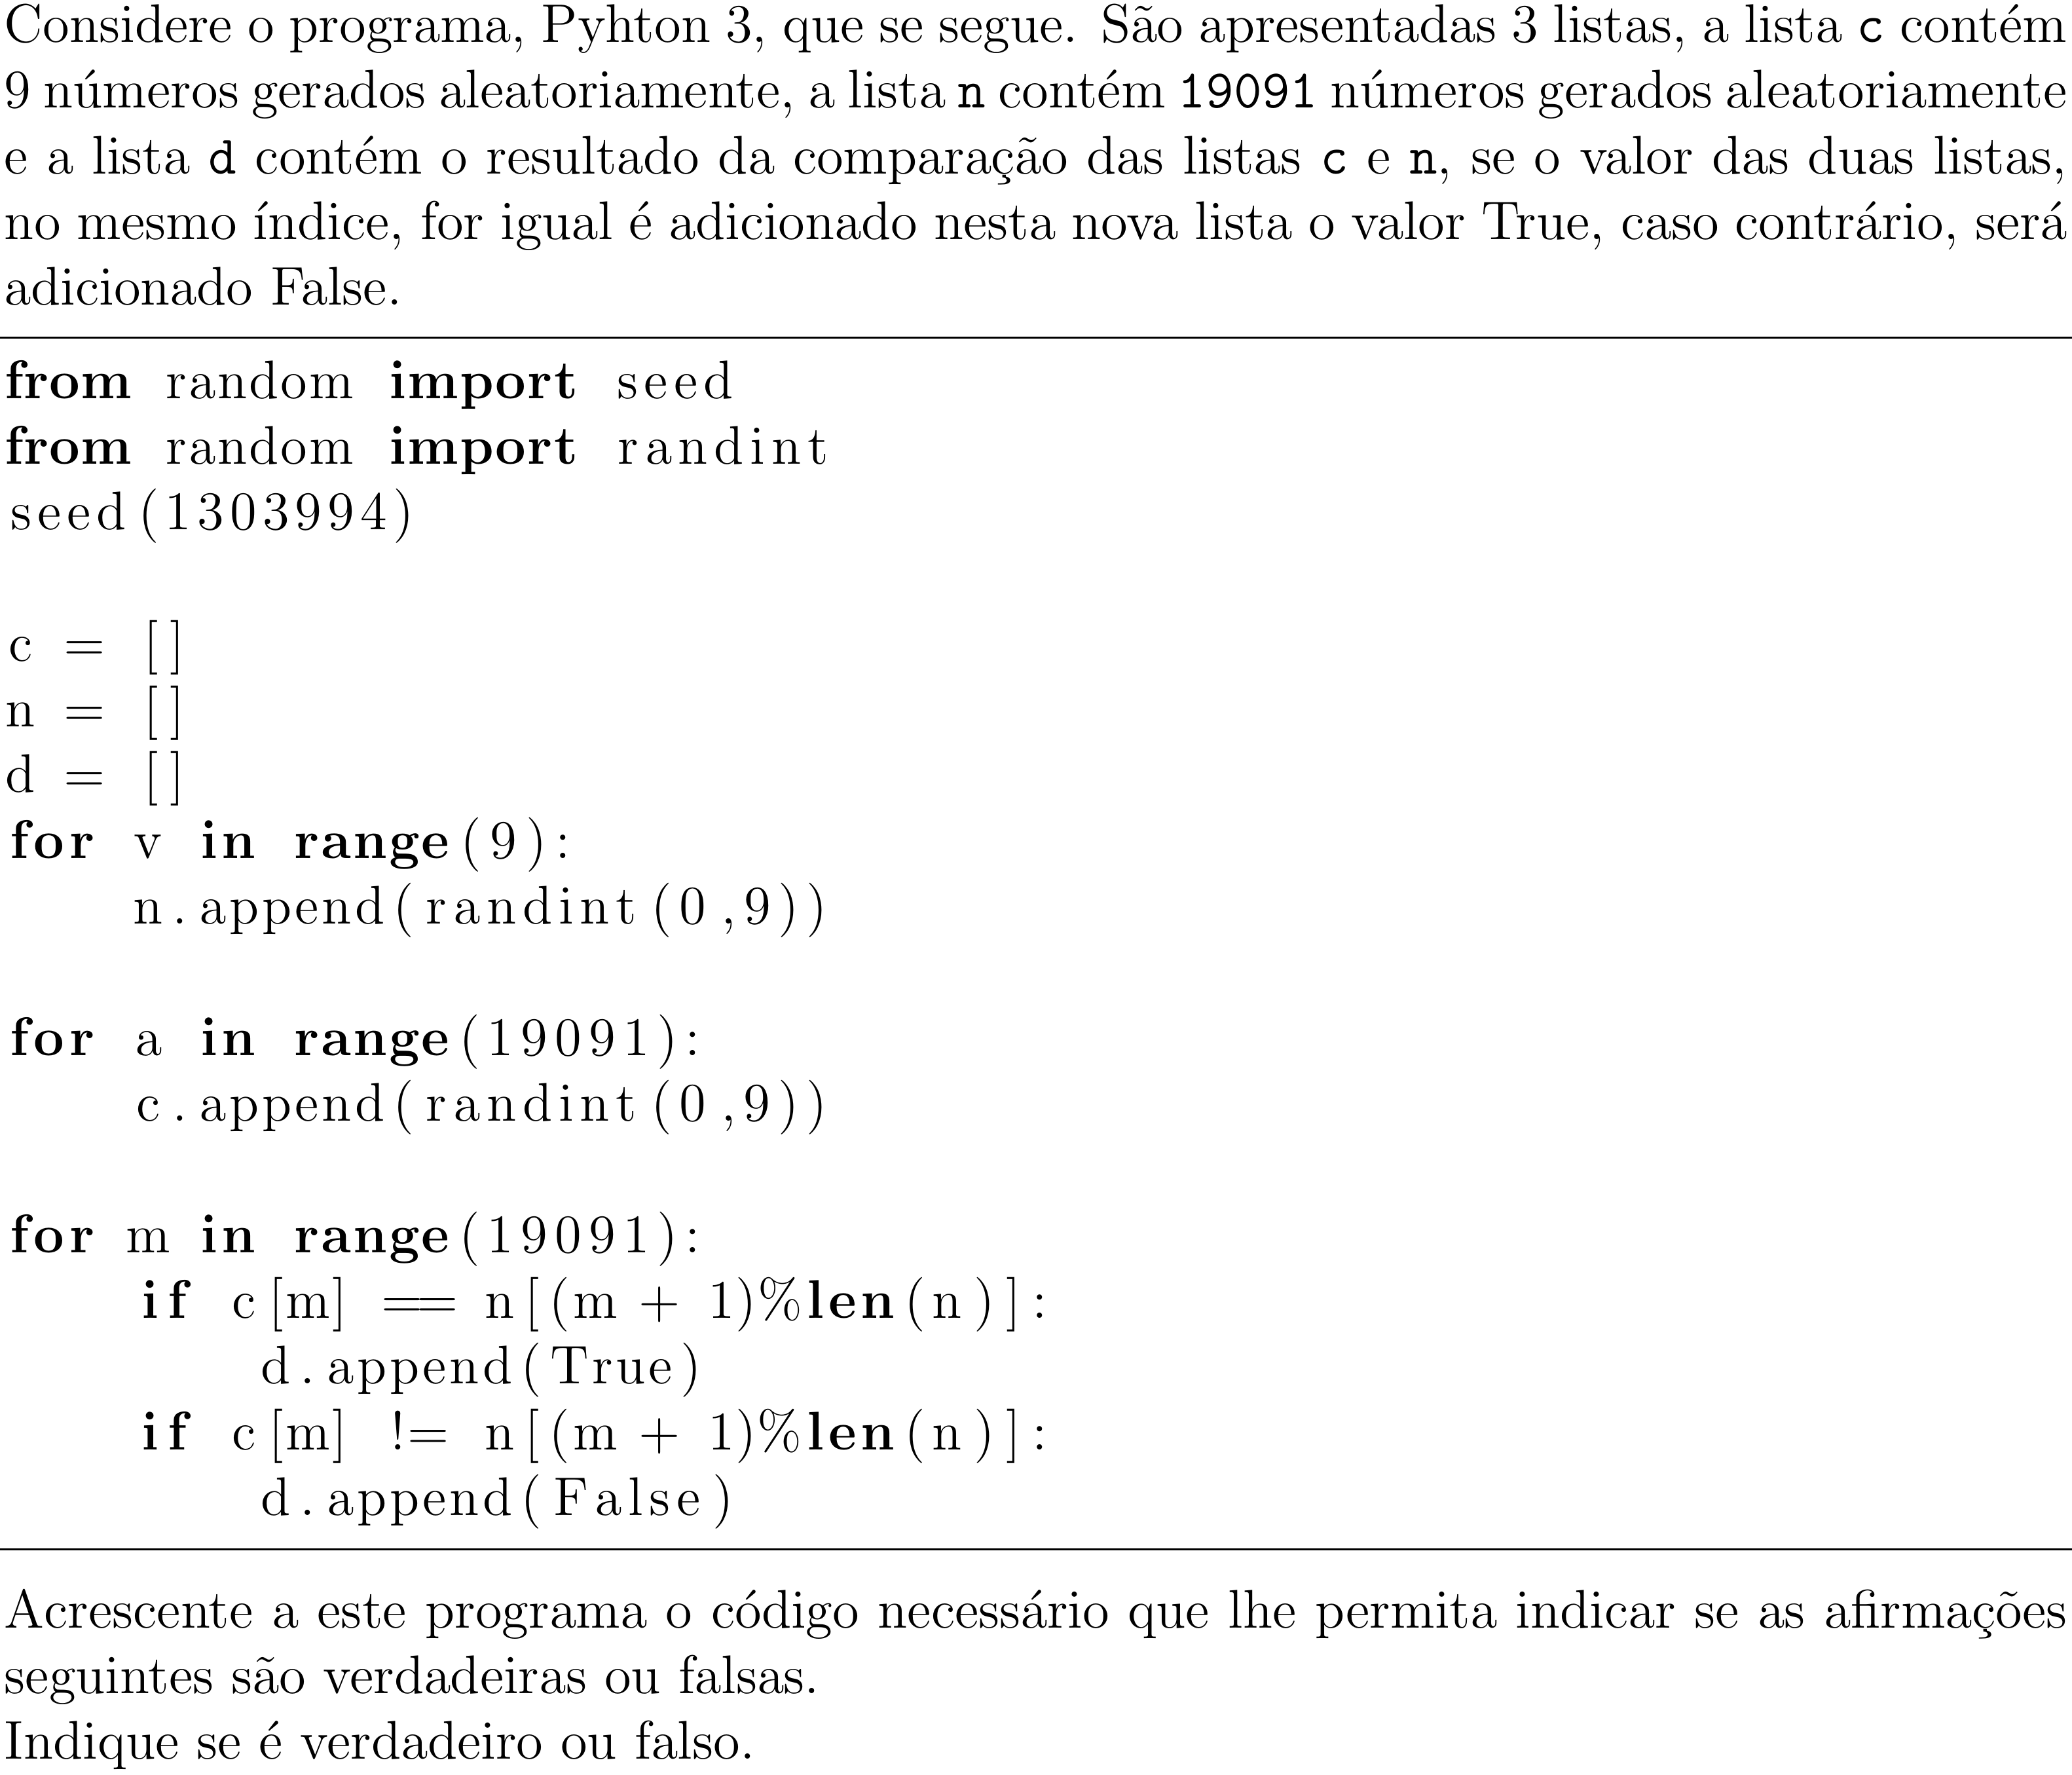 Considere o programa, Pyhton 3, que se segue. São apresentadas 3 listas, a lista c contém
9 números gerados aleatoriamente, a lista n contém 19091 números gerados aleatoriamente
e a lista d contém o resultado da comparação das listas c e n, se o valor das duas listas,
no mesmo índice, for igual é adicionado nesta nova lista o valor True, caso contrário, será
adicionado False.
from random import seed
from random import randint
seed(1303994)
c = []
n = []
d = []
for v in range(9):
    n.append(randint(0,9))
for a in range(19091):
    c.append(randint(0,9))
for m in range(19091):
    if c[m] == n[(m + 1)%len(n)]:
        d.append(True)
    if c[m] != n[(m + 1)%len(n)]:
        d.append(False)
Acrescente a este programa o código necessário que lhe permita indicar se as afirmações
seguintes são verdadeiras ou falsas.
Indique se é verdadeiro ou falso.